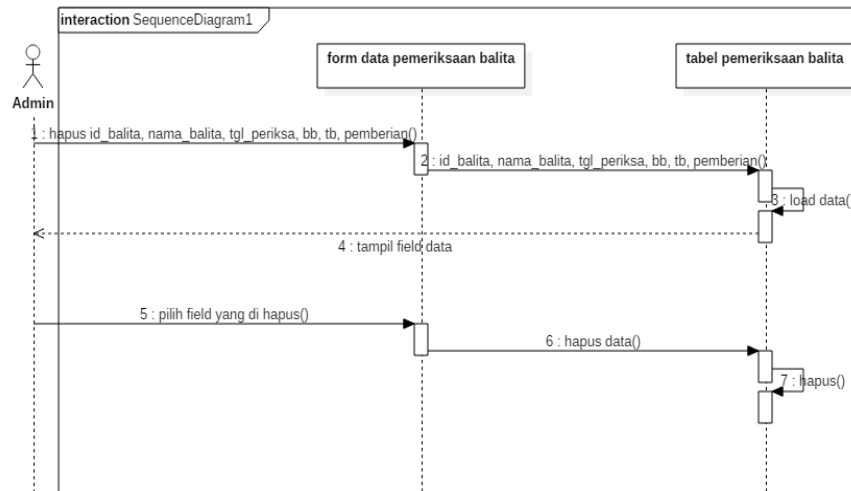 interaction SequenceDiagram1
form data pemeriksaan balita
tabel pemeriksaan balita
Admin
1 : hapus id_balita, nama_balita, tgl_periksa, bb, tb, pemberian()
2 : id_balita, nama_balita, tgl_periksa, bb, tb, pemberian()
3 : load data()
4 : tampil field data
5 : pilih field yang di hapus()
6 : hapus data()
7 : hapus()